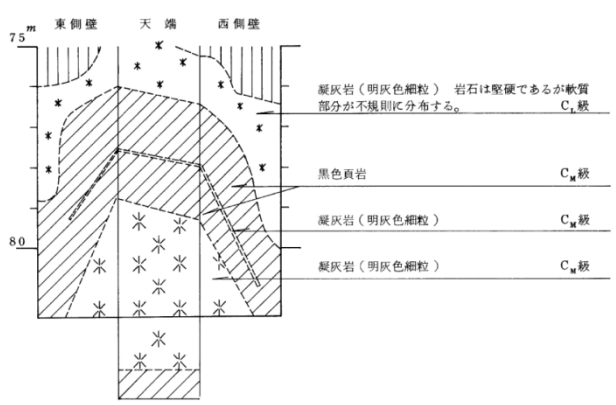 東側壁　天　端　西側壁
75m
凝灰岩（明灰色細粒）　岩石は堅硬であるが軟質
部分が不規則に分布する。　CL級
黒色頁岩　CM級
凝灰岩（明灰色細粒）　CM級
80
凝灰岩（明灰色細粒）　CM級